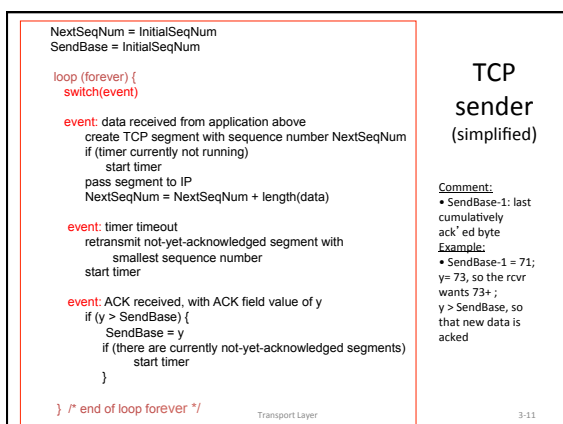 NextSeqNum = InitialSeqNum
SendBase = InitialSeqNum
loop (forever) {
switch(event)
event: data received from application above
create TCP segment with sequence number NextSeqNum
if (timer currently not running)
start timer
pass segment to IP
NextSeqNum = NextSeqNum + length(data)
event: timer timeout
retransmit not-yet-acknowledged segment with
smallest sequence number
start timer
event: ACK received, with ACK field value of y
if (y > SendBase) {
SendBase = y
if (there are currently not-yet-acknowledged segments)
start timer
}
} /* end of loop forever */
TCP
sender
(simplified)
Comment:
• SendBase-1: last
cumulatively
ack’ed byte
Example:
• SendBase-1 = 71;
y= 73, so the rcvr
wants 73+ ;
y > SendBase, so
that new data is
acked
Transport Layer
3-11